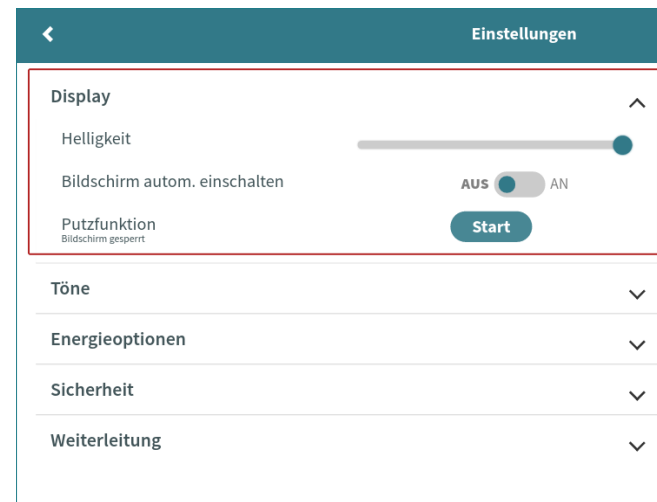 Einstellungen
Display
Helligkeit
Bildschirm autom. einschalten AUS AN
Putzfunktion Start
Bildschirm gesperrt
Töne
Energieoptionen
Sicherheit
Weiterleitung